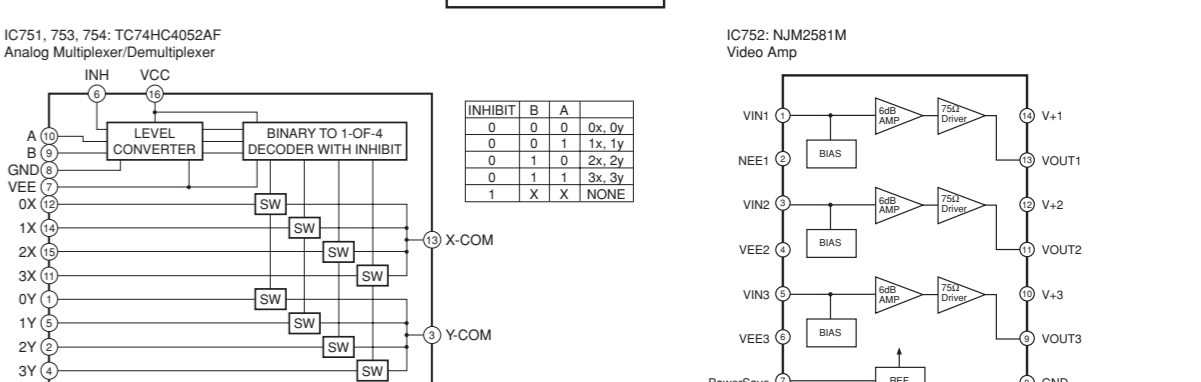 IC751, 753, 754: TC74HC4052AF
Analog Multiplexer/Demultiplexer
INH VCC
6 16
A 10
B 9
GND 8
VEE 7
LEVEL
CONVERTER
BINARY TO 1-OF-4
DECODER WITH INHIBIT
0X 12 SW
1X 14 SW
2X 15 SW
3X 11 SW
13 X-COM
0Y 1 SW
1Y 5 SW
2Y 2 SW
3Y 4 SW
3 Y-COM
INHIBIT B A
0 0 0 0x, 0y
0 0 1 1x, 1y
0 1 0 2x, 2y
0 1 1 3x, 3y
1 X X NONE
IC752: NJM2581M
Video Amp
VIN1 1
6dB
AMP
75Ω
Driver
14 V+1
BIAS
NEE1 2
13 VOUT1
VIN2 3
6dB
AMP
75Ω
Driver
12 V+2
BIAS
VEE2 4
11 VOUT2
VIN3 5
6dB
AMP
75Ω
Driver
10 V+3
BIAS
VEE3 6
9 VOUT3
PowerSave 7
REF
8 GND